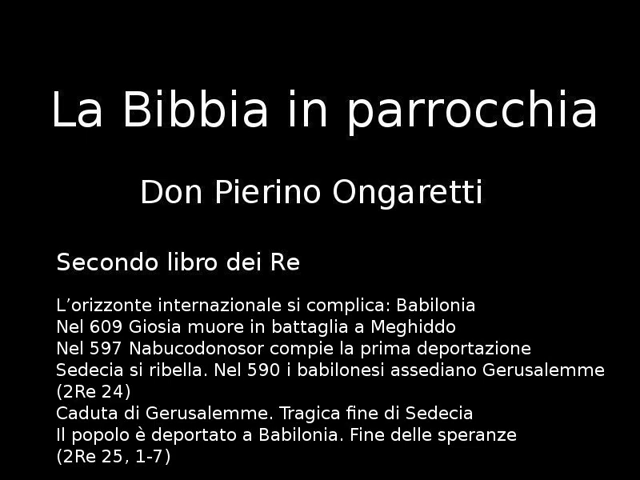 La Bibbia in parrocchia
Don Pierino Ongaretti
Secondo libro dei Re
L’orizzonte internazionale si complica: Babilonia
Nel 609 Giosia muore in battaglia a Meghiddo
Nel 597 Nabucodonosor compie la prima deportazione
Sedecia si ribella. Nel 590 i babilonesi assediano Gerusalemme
(2Re 24)
Caduta di Gerusalemme. Tragica fine di Sedecia
Il popolo è deportato a Babilonia. Fine delle speranze
(2Re 25, 1-7)